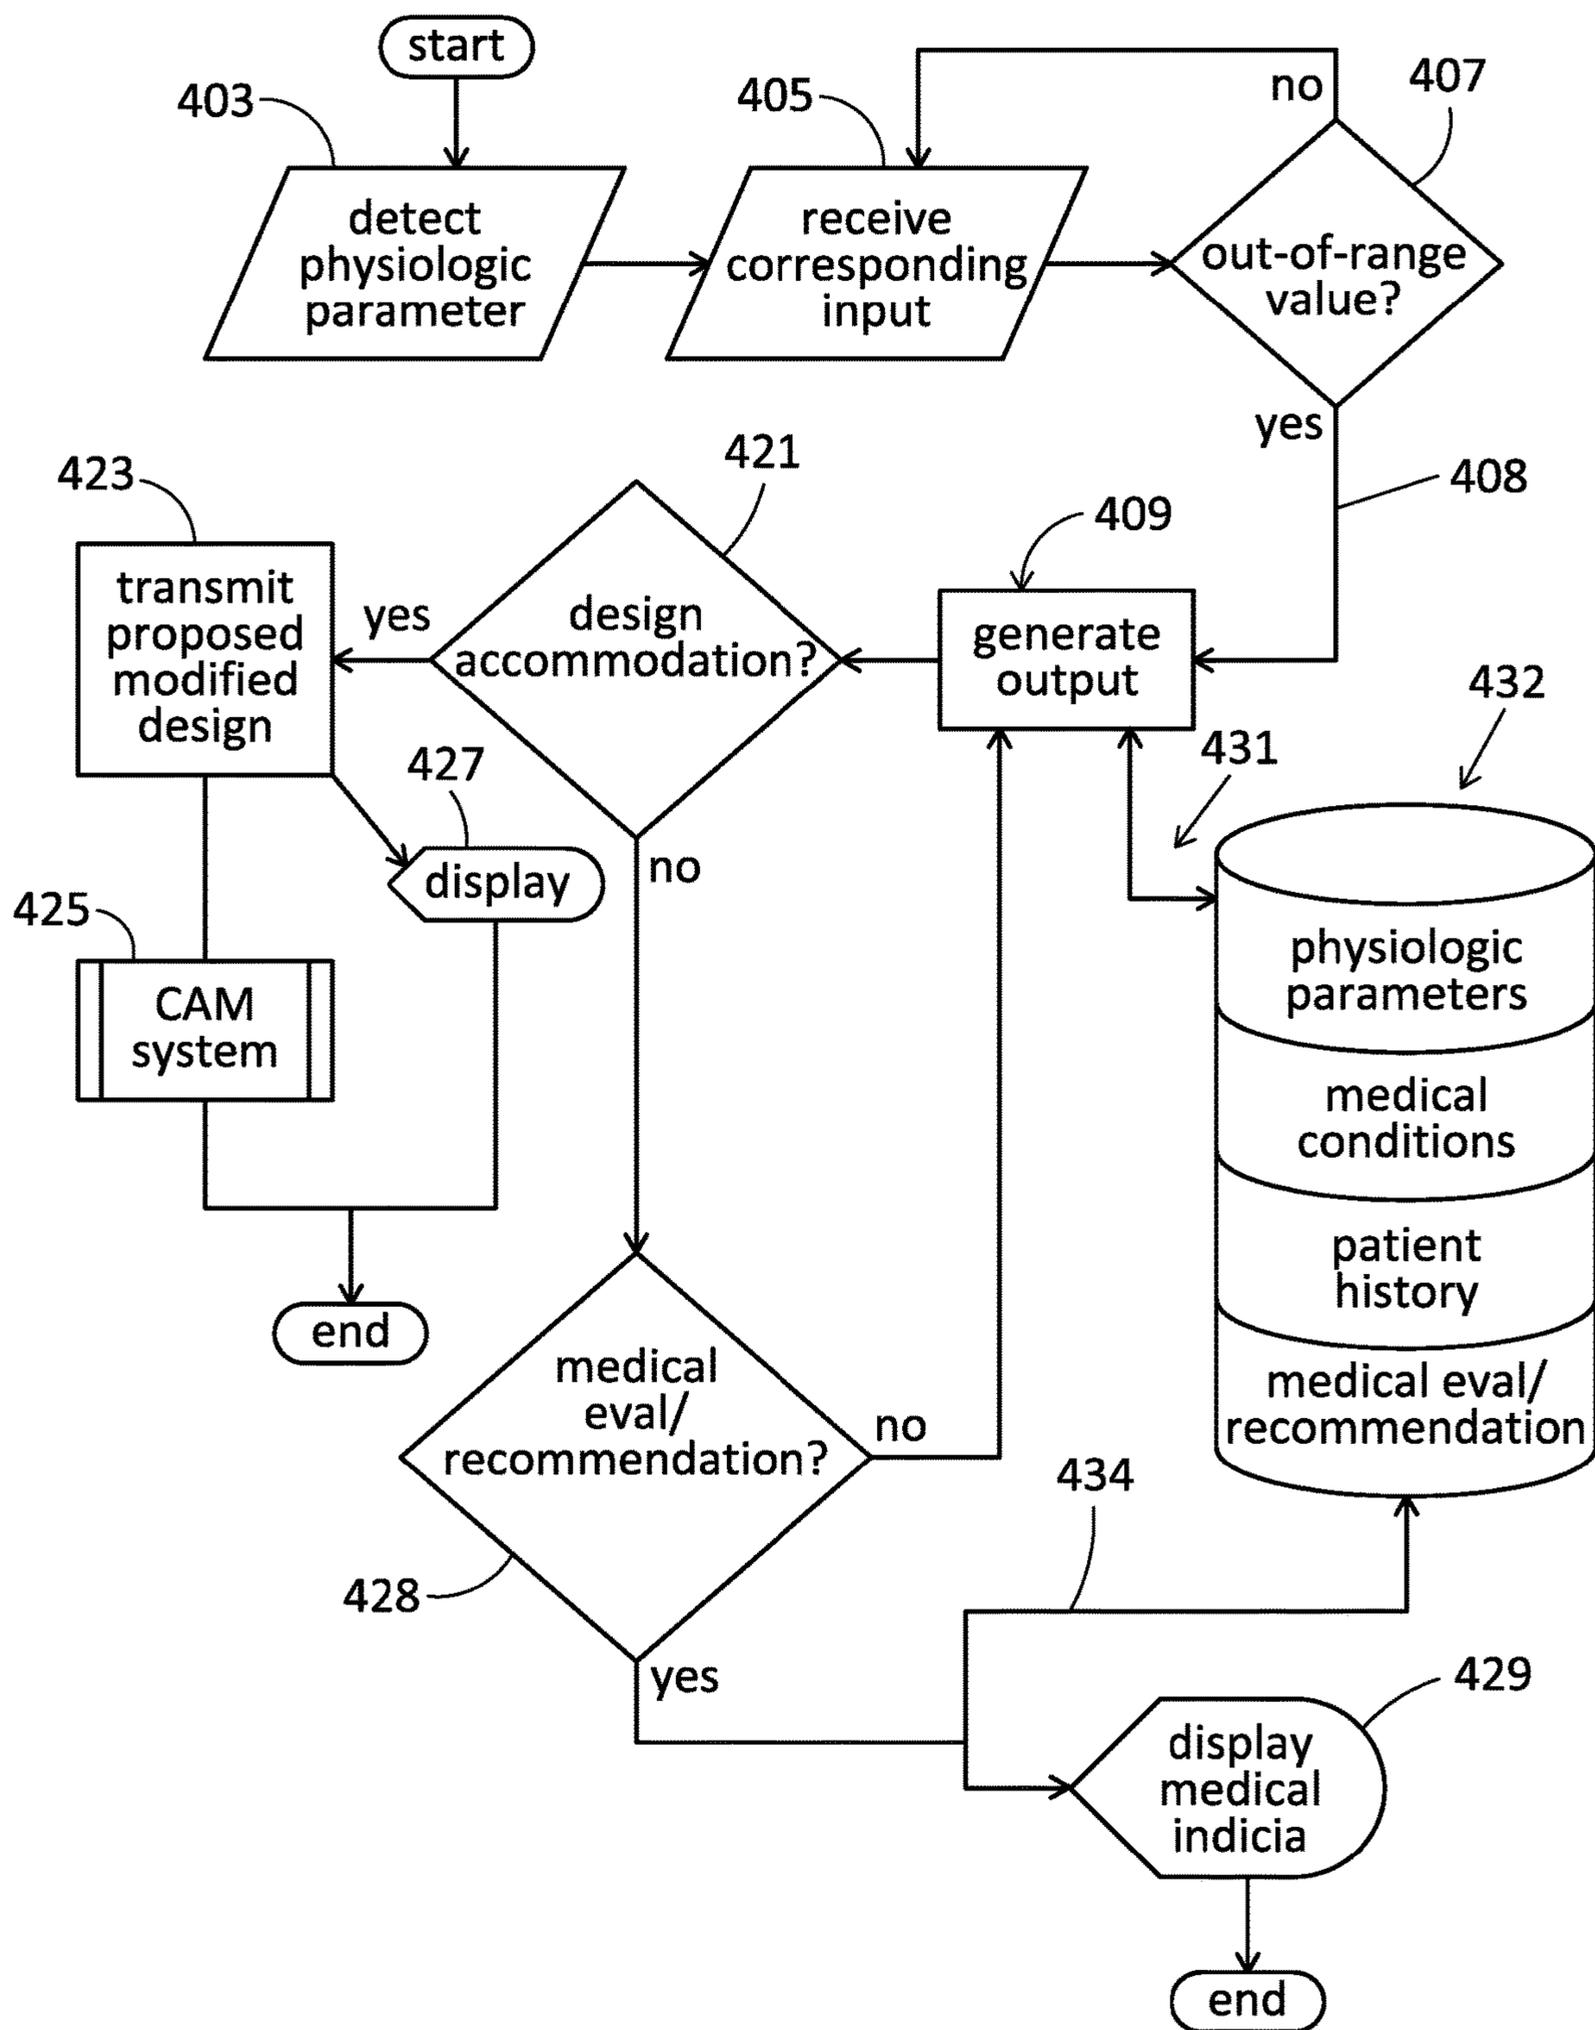 start
403
405
no
407
detect
physiologic
parameter
receive
corresponding
input
out-of-range
value?
yes
408
421
423
409
transmit
proposed
modified
design
yes
design
accommodation?
generate
output
432
431
427
no
display
425
CAM
system
physiologic
parameters
medical
conditions
patient
history
medical eval/
recommendation
end
medical
eval/
recommendation?
no
434
428
yes
429
display
medical
indicia
end